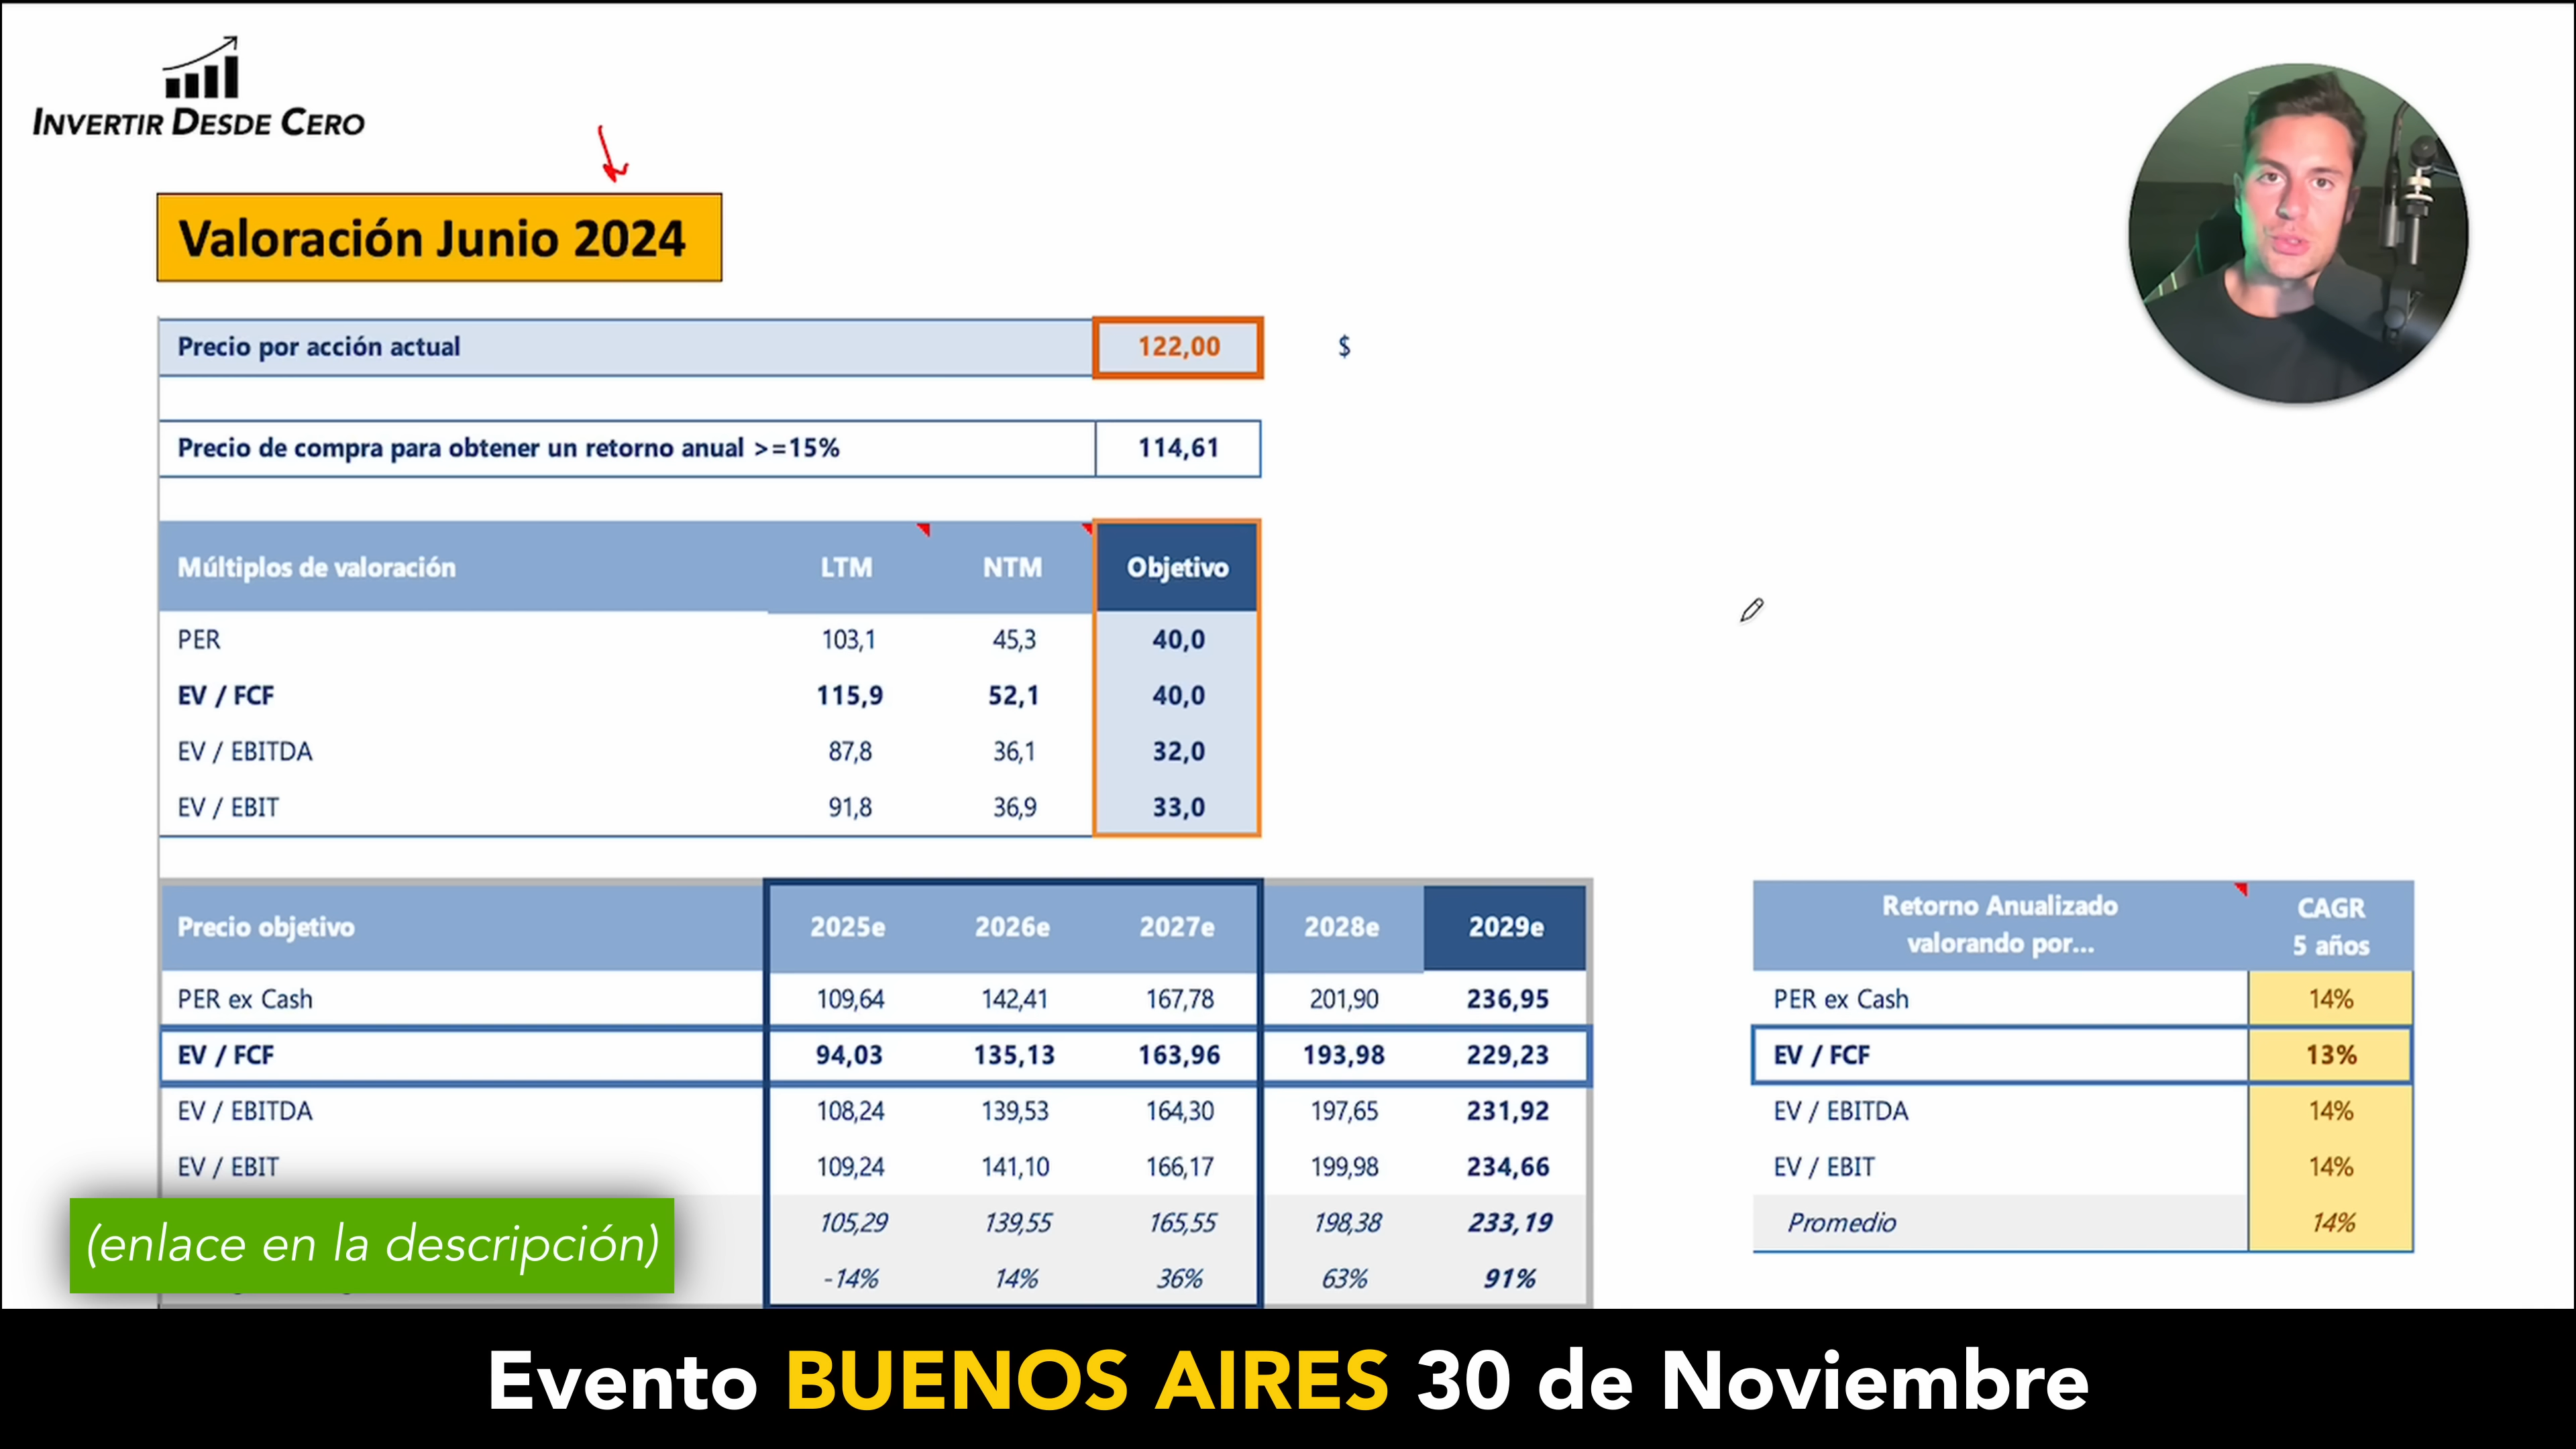 INVERTIR DESDE CERO
Valoración Junio 2024
Precio por acción actual 122,00 $
Precio de compra para obtener un retorno anual >=15% 114,61
Múltiplos de valoración LTM NTM Objetivo
PER 103,1 45,3 40,0
EV / FCF 115,9 52,1 40,0
EV / EBITDA 87,8 36,1 32,0
EV / EBIT 91,8 36,9 33,0
Precio objetivo 2025e 2026e 2027e 2028e 2029e
PER ex Cash 109,64 142,41 167,78 201,90 236,95
EV / FCF 94,03 135,13 163,96 193,98 229,23
EV / EBITDA 108,24 139,53 164,30 197,65 231,92
EV / EBIT 109,24 141,10 166,17 199,98 234,66
105,29 139,55 165,55 198,38 233,19
-14% 14% 36% 63% 91%
Retorno Anualizado
valorando por...
CAGR
5 años
PER ex Cash 14%
EV / FCF 13%
EV / EBITDA 14%
EV / EBIT 14%
Promedio 14%
(enlace en la descripción)
Evento BUENOS AIRES 30 de Noviembre